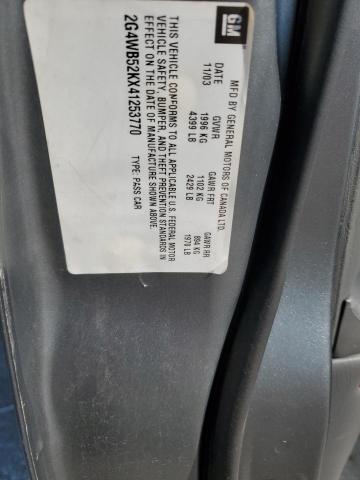 GM
MFD BY GENERAL MOTORS OF CANADA LTD.
DATE GVWR GAWR FRT GAWR RR
11/03 1996 KG 1102 KG 894 KG
4399 LB 2429 LB 1970 LB
THIS VEHICLE CONFORMS TO ALL APPLICABLE U.S. FEDERAL MOTOR
VEHICLE SAFETY, BUMPER, AND THEFT PREVENTION STANDARDS IN
EFFECT ON THE DATE OF MANUFACTURE SHOWN ABOVE.
2G4WB52KX41253770 TYPE: PASS CAR